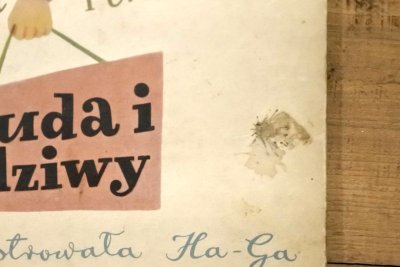 uda i
dziwy
strowała Ha-Ga